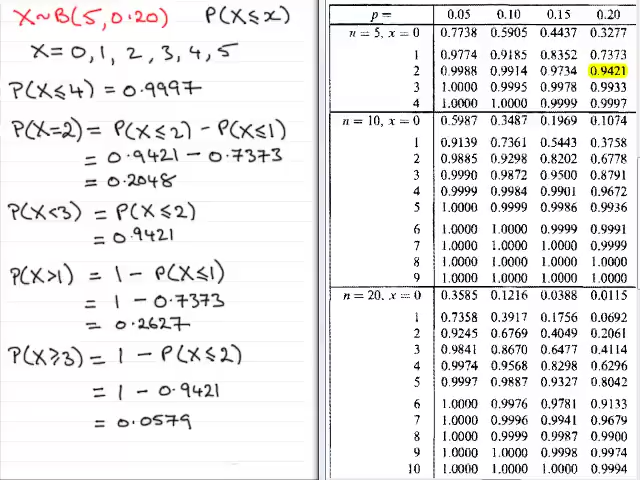 X~B(5, 0.20) P(X≤x)
X = 0, 1, 2, 3, 4, 5
P(X≤4) = 0.9997
P(X=2) = P(X≤2) - P(X≤1)
= 0.9421 - 0.7373
= 0.2048
P(X<3) = P(X≤2)
= 0.9421
P(X>1) = 1 - P(X≤1)
= 1 - 0.7373
= 0.2627
P(X≥3) = 1 - P(X≤2)
= 1 - 0.9421
= 0.0579
p = 0.05 0.10 0.15 0.20
n = 5, x = 0 0.7738 0.5905 0.4437 0.3277
1 0.9774 0.9185 0.8352 0.7373
2 0.9988 0.9914 0.9734 0.9421
3 1.0000 0.9995 0.9978 0.9933
4 1.0000 1.0000 0.9999 0.9997
n = 10, x = 0 0.5987 0.3487 0.1969 0.1074
1 0.9139 0.7361 0.5443 0.3758
2 0.9885 0.9298 0.8202 0.6778
3 0.9990 0.9872 0.9500 0.8791
4 0.9999 0.9984 0.9901 0.9672
5 1.0000 0.9999 0.9986 0.9936
6 1.0000 1.0000 0.9999 0.9991
7 1.0000 1.0000 1.0000 0.9999
8 1.0000 1.0000 1.0000 1.0000
9 1.0000 1.0000 1.0000 1.0000
n = 20, x = 0 0.3585 0.1216 0.0388 0.0115
1 0.7358 0.3917 0.1756 0.0692
2 0.9245 0.6769 0.4049 0.2061
3 0.9841 0.8670 0.6477 0.4114
4 0.9974 0.9568 0.8298 0.6296
5 0.9997 0.9887 0.9327 0.8042
6 1.0000 0.9976 0.9781 0.9133
7 1.0000 0.9996 0.9941 0.9679
8 1.0000 0.9999 0.9987 0.9900
9 1.0000 1.0000 0.9998 0.9974
10 1.0000 1.0000 1.0000 0.9994